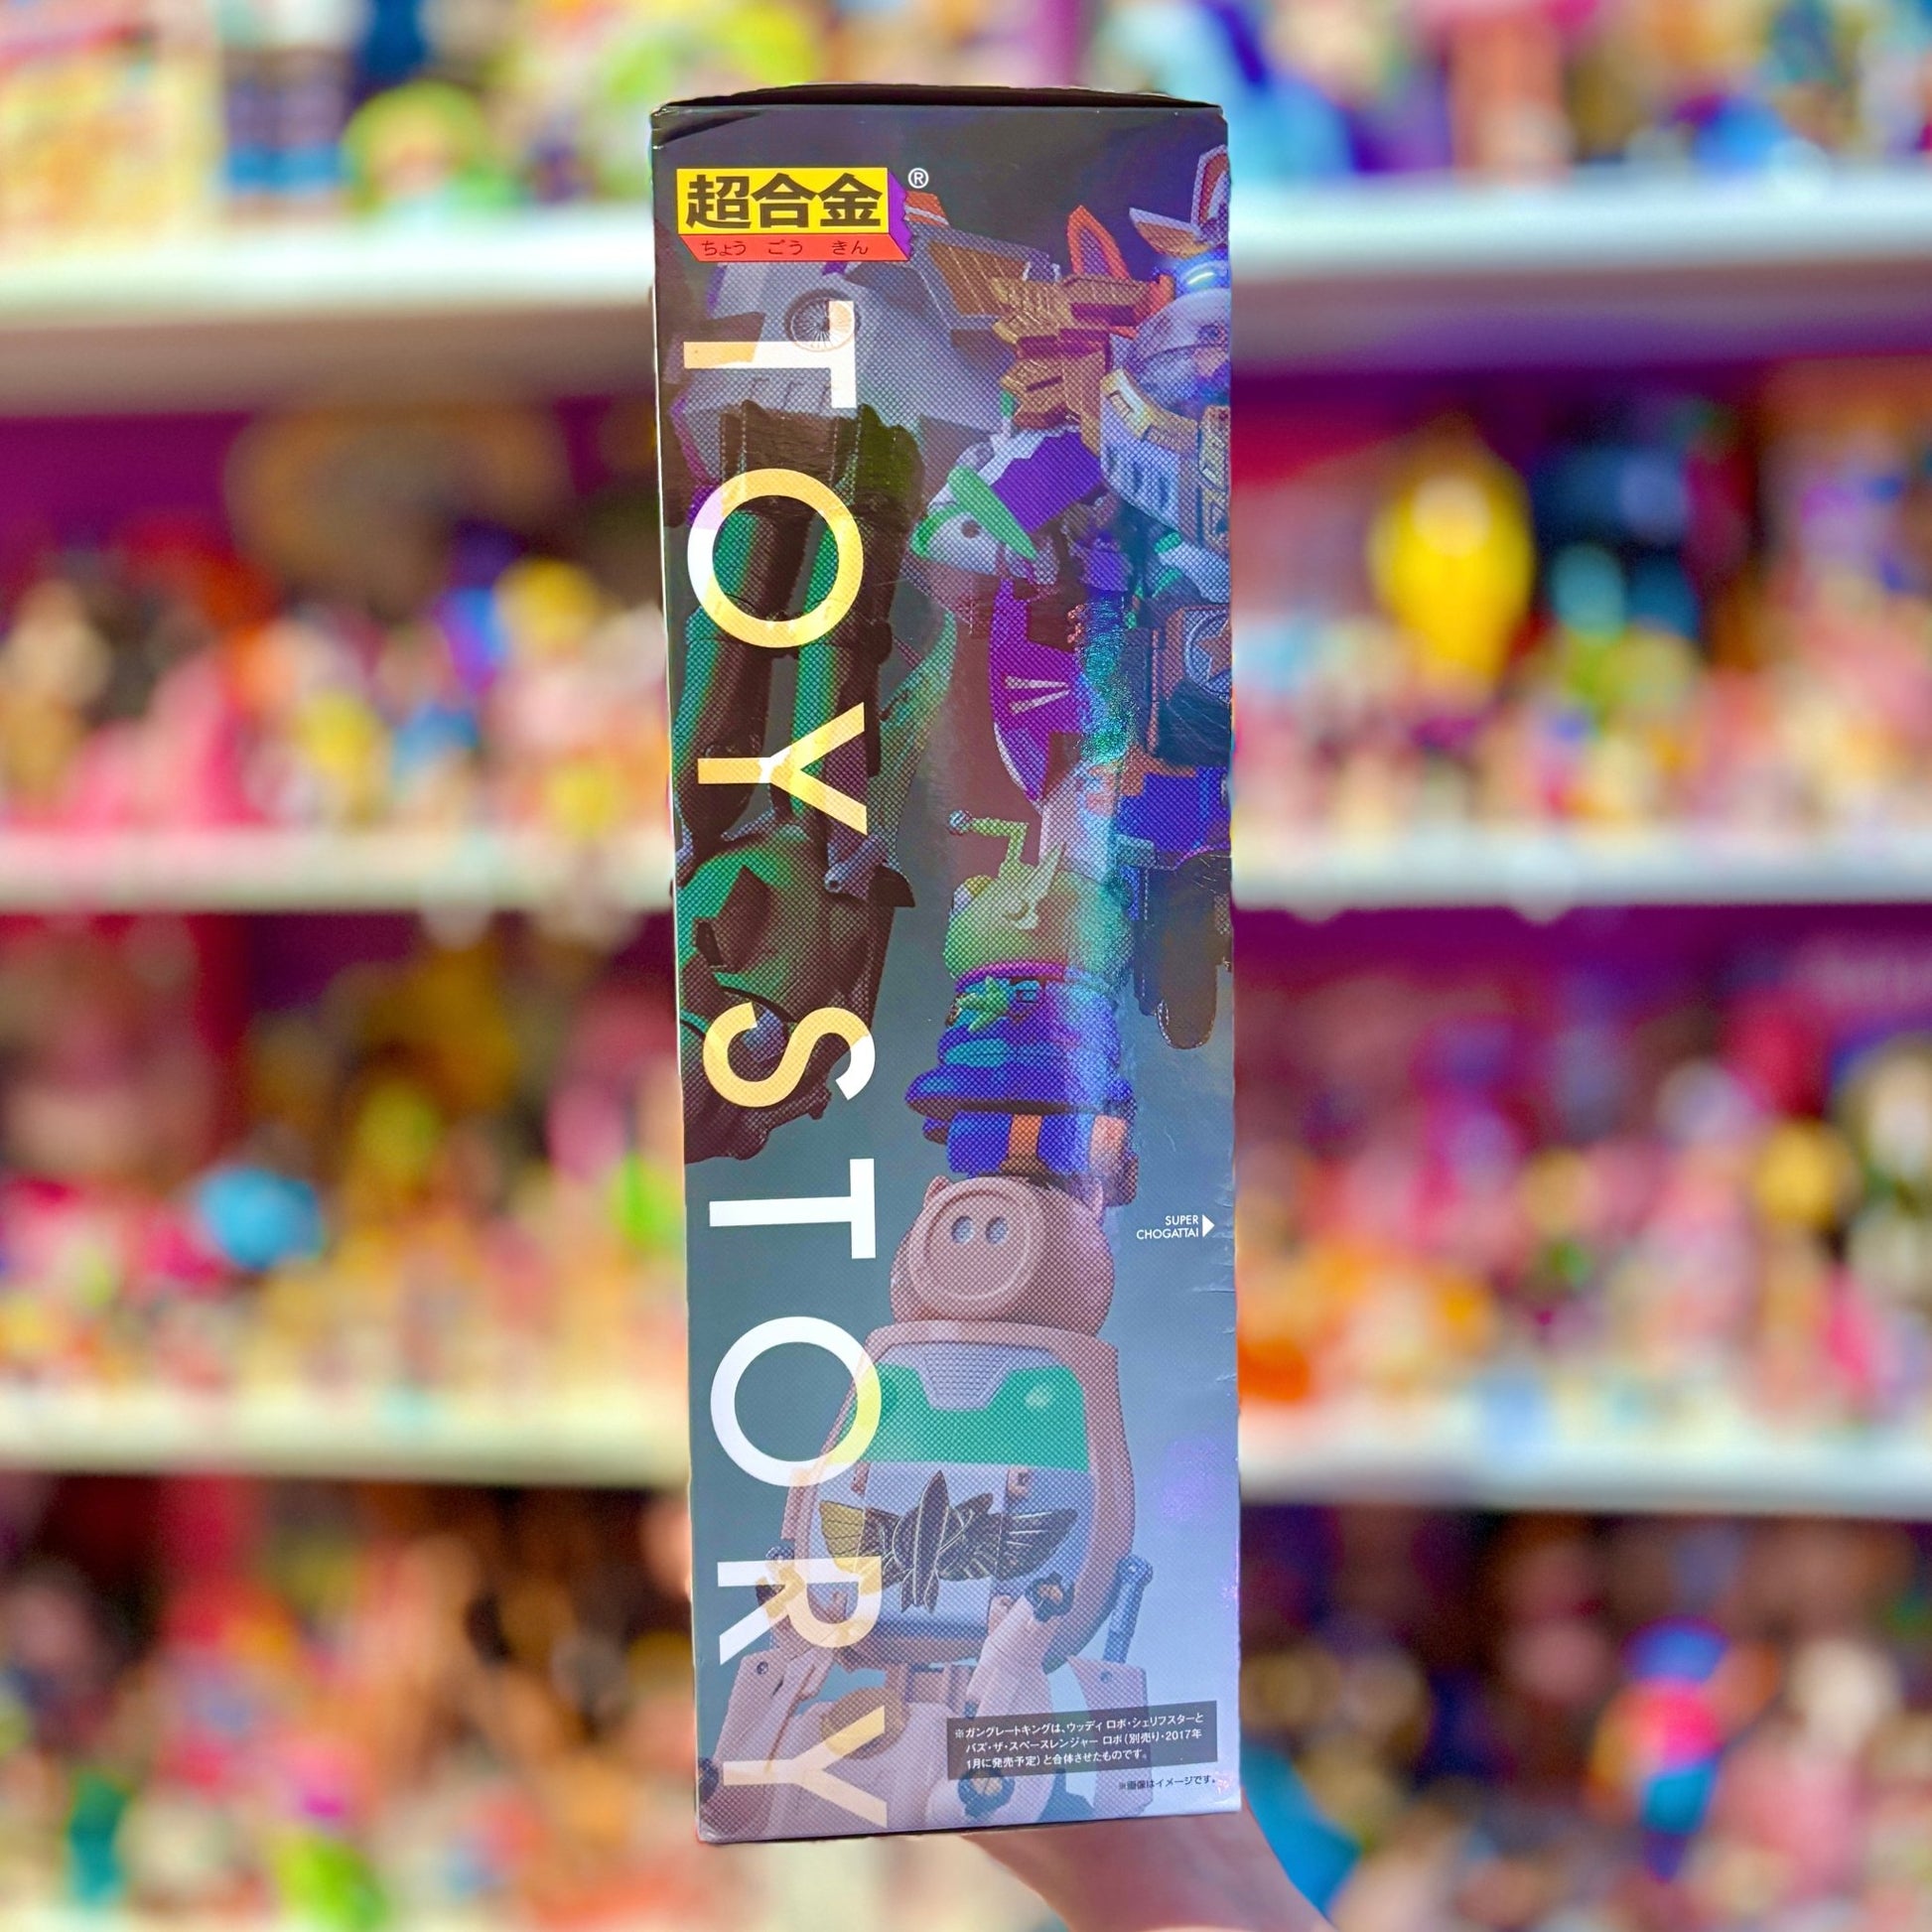 超合金®
ちょう ごう きん
TOY STORY
SUPER
CHOGATTAI
※ガングレートキングは、ウッディ ロボ・シェリフスターと
バズ・ザ・スペースレンジャー ロボ（別売り・2017年
1月に発売予定）と合体させたものです。
※画像はイメージです。